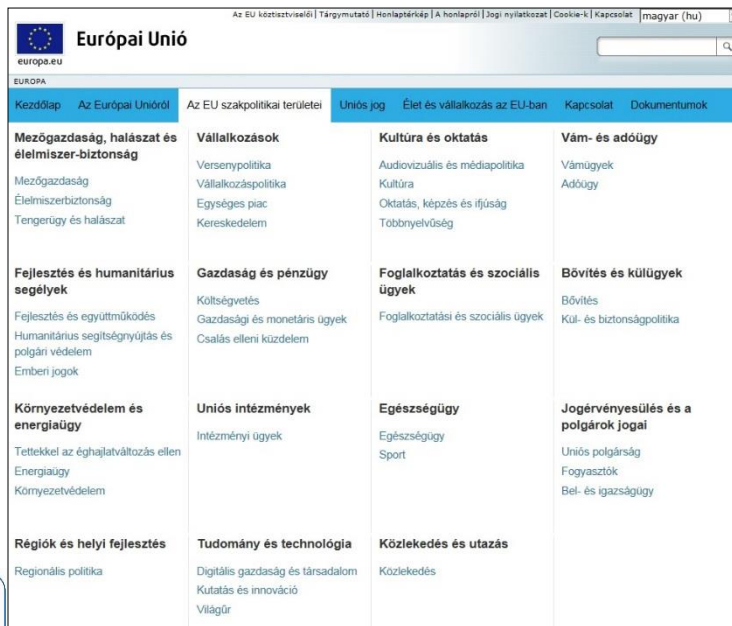 Az EU köztisztviselői | Tárgymutató | Honlaptérkép | A honlapról | Jogi nyilatkozat | Cookie-k | Kapcsolat magyar (hu)
Európai Unió
europa.eu
EUROPA
Kezdőlap Az Európai Unióról Az EU szakpolitikai területei Uniós jog Élet és vállalkozás az EU-ban Kapcsolat Dokumentumok
Mezőgazdaság, halászat és
élelmiszer-biztonság
Mezőgazdaság
Élelmiszerbiztonság
Tengerügy és halászat
Vállalkozások
Versenypolitika
Vállalkozáspolitika
Egységes piac
Kereskedelem
Kultúra és oktatás
Audiovizuális és médiapolitika
Kultúra
Oktatás, képzés és ifjúság
Többnyelvűség
Vám- és adóügy
Vámügyek
Adóügy
Fejlesztés és humanitárius
segélyek
Fejlesztés és együttműködés
Humanitárius segítségnyújtás és
polgári védelem
Emberi jogok
Gazdaság és pénzügy
Költségvetés
Gazdasági és monetáris ügyek
Csalás elleni küzdelem
Foglalkoztatás és szociális
ügyek
Foglalkoztatási és szociális ügyek
Bővítés és külügyek
Bővítés
Kül- és biztonságpolitika
Környezetvédelem és
energiaügy
Tettekkel az éghajlatváltozás ellen
Energiaügy
Környezetvédelem
Uniós intézmények
Intézményi ügyek
Egészségügy
Egészségügy
Sport
Jogérvényesülés és a
polgárok jogai
Uniós polgárság
Fogyasztók
Bel- és igazságügy
Régiók és helyi fejlesztés
Regionális politika
Tudomány és technológia
Digitális gazdaság és társadalom
Kutatás és innováció
Világűr
Közlekedés és utazás
Közlekedés